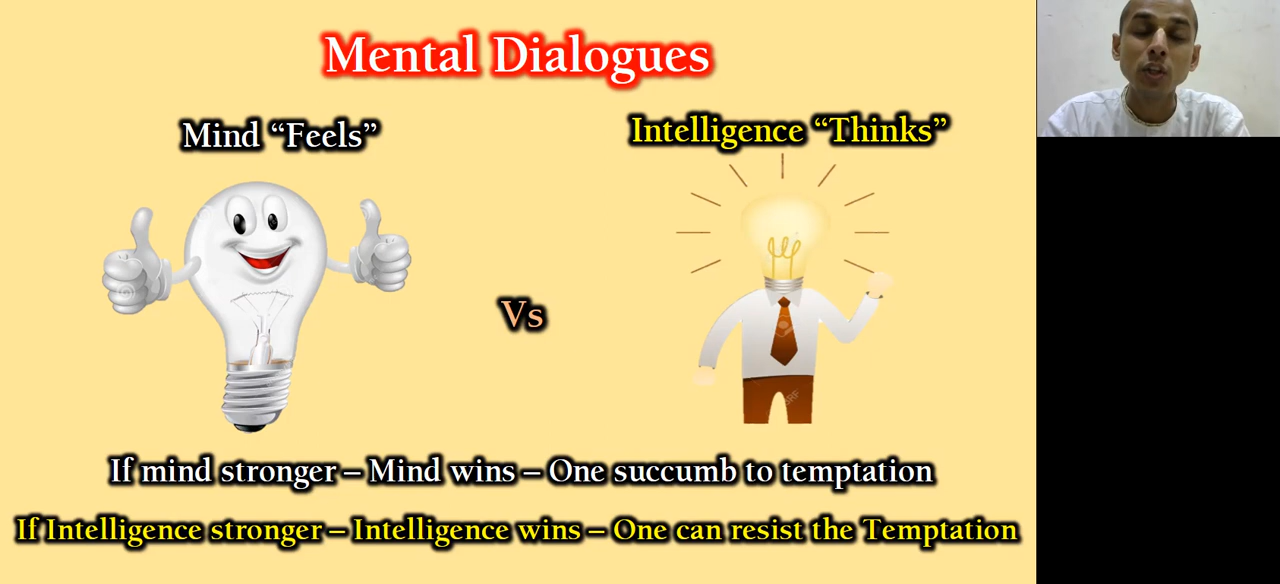 Mental Dialogues
Mind “Feels”
Intelligence “Thinks”
Vs
If mind stronger – Mind wins – One succumb to temptation
If Intelligence stronger – Intelligence wins – One can resist the Temptation